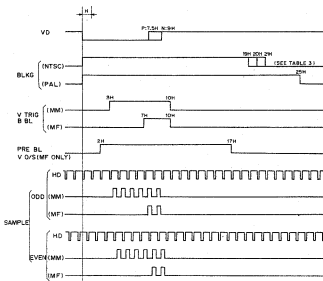 H
P:7.5H N:9H
VD
19H 20H 21H
(NTSC) (SEE TABLE 3)
BLKG
25H
(PAL)
3H 10H
(MM)
V TRIG
B BL
7H 10H
(MF)
2H 17H
PRE BL
V O/S(MF ONLY)
HD
ODD (MM)
(MF)
SAMPLE
HD
EVEN (MM)
(MF)